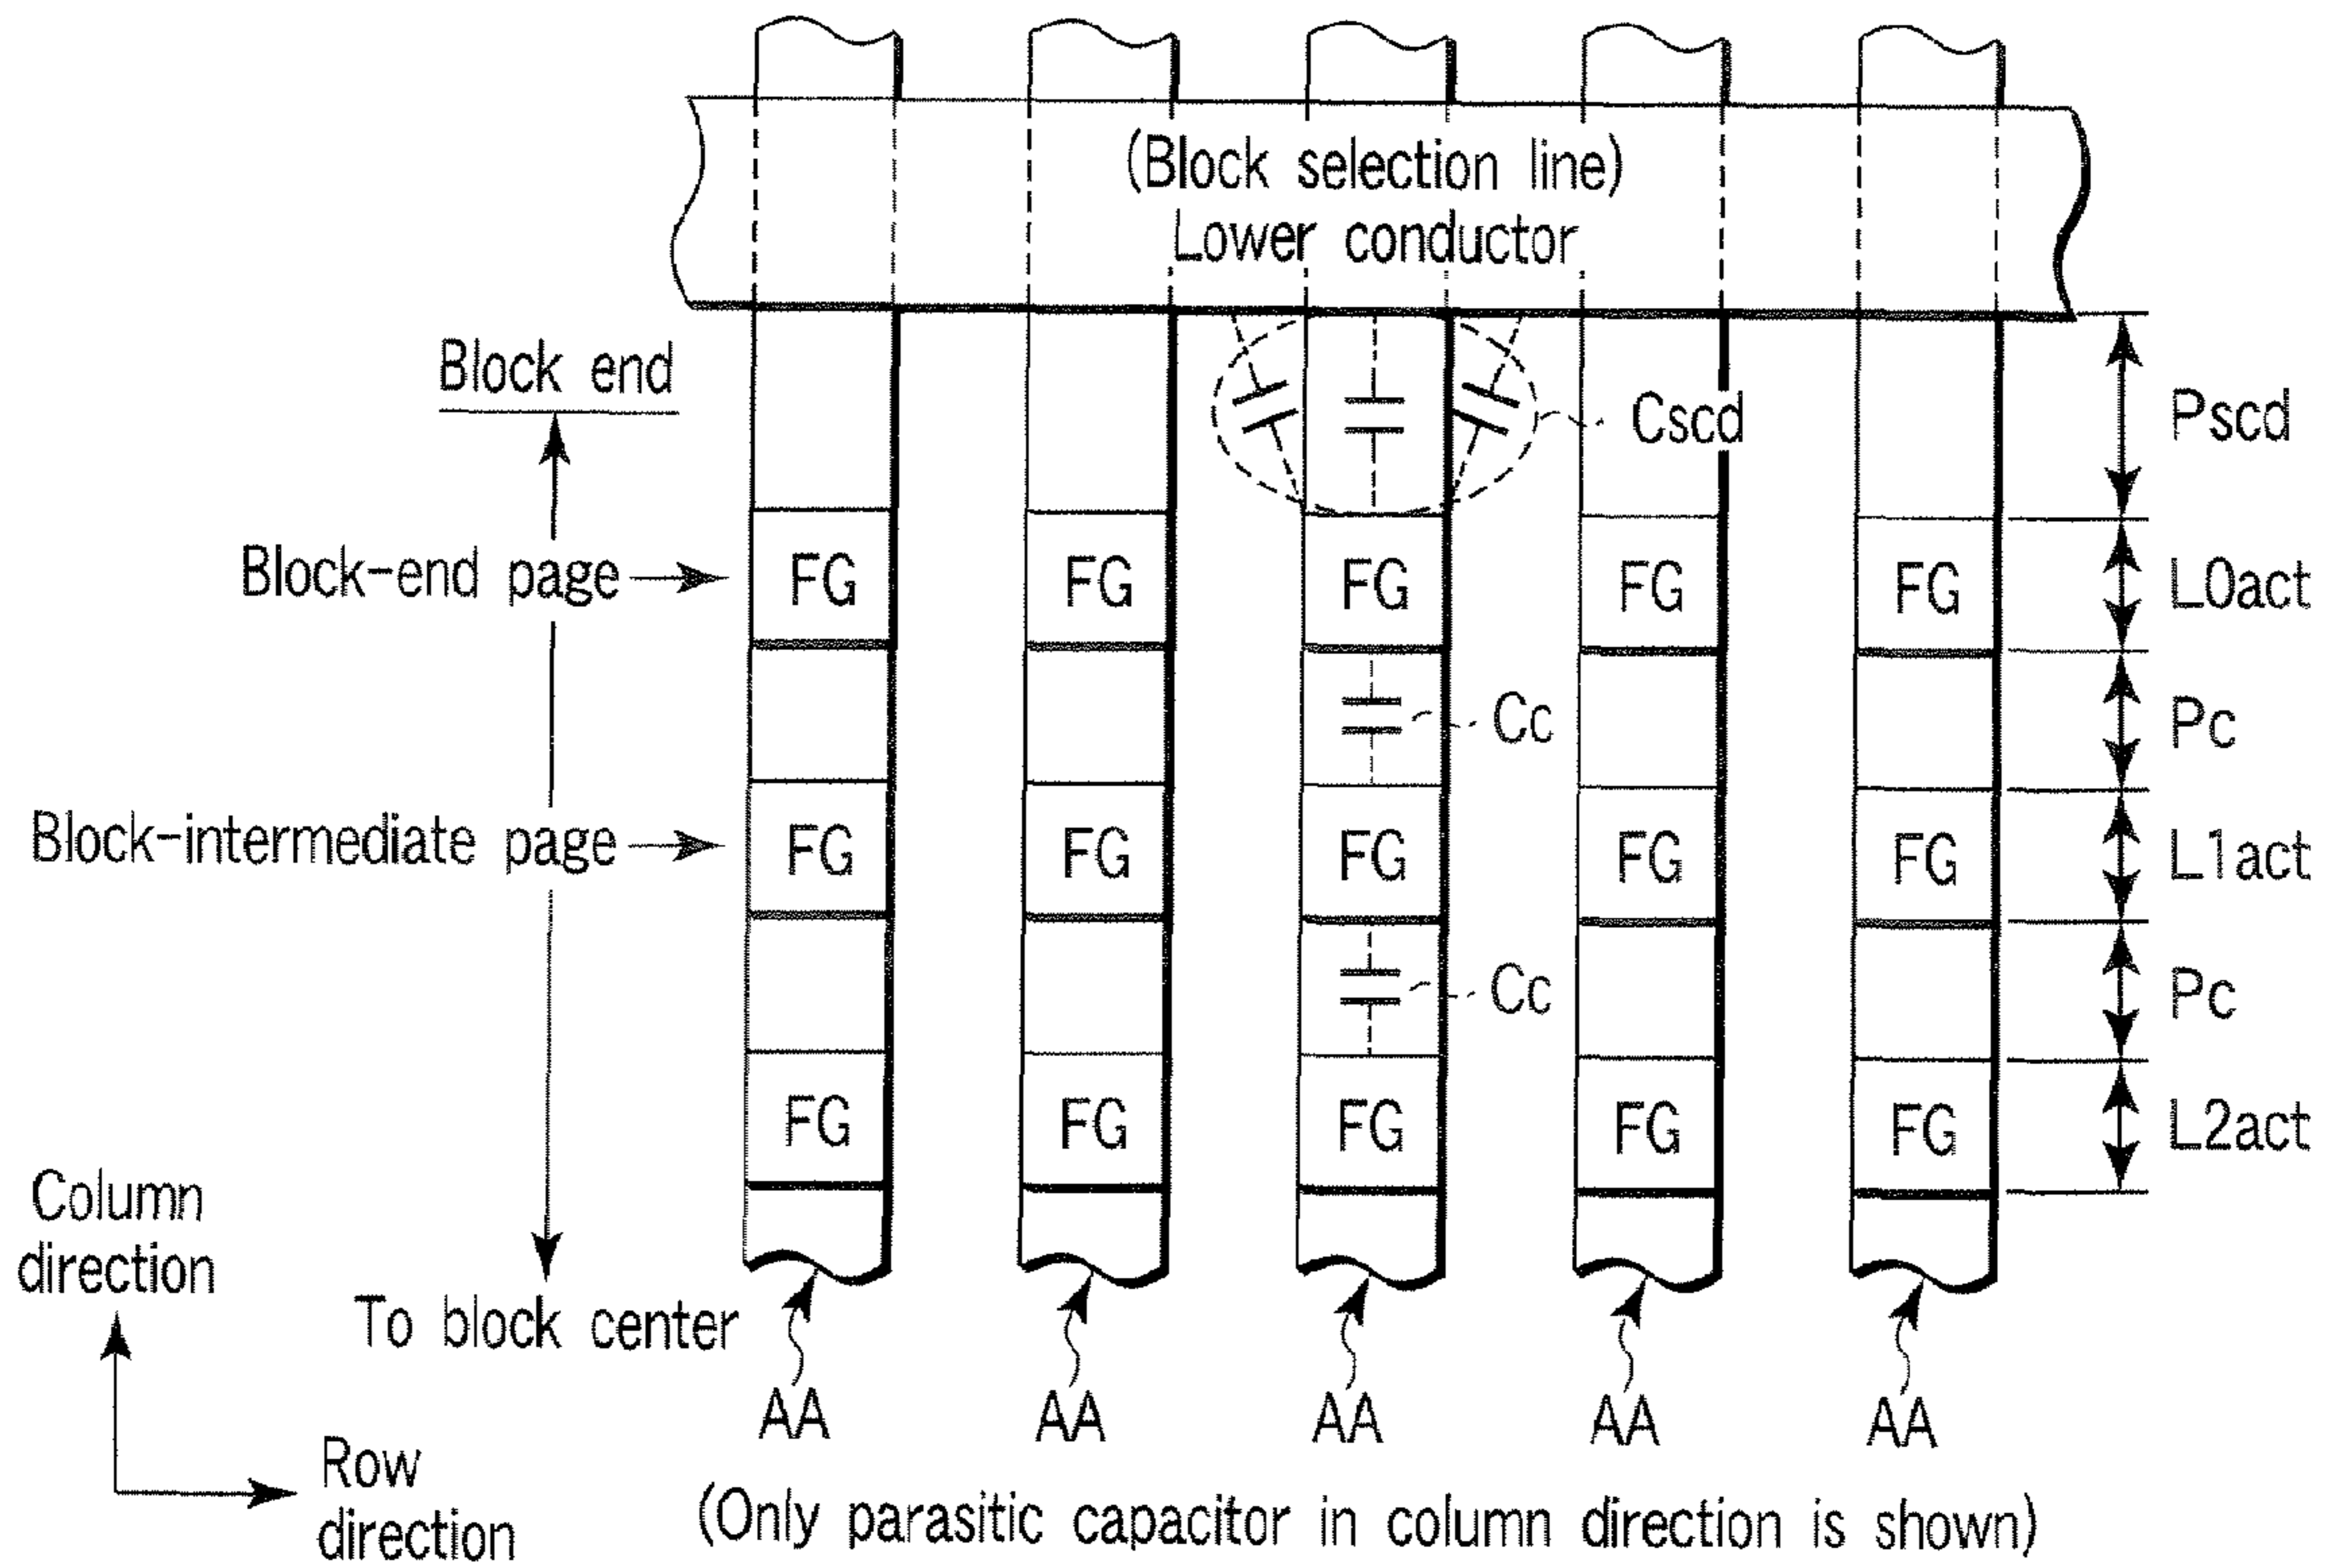 (Block selection line)
Lower conductor
Block end
Cscd
Pscd
Block-end page
FG FG FG FG FG
L0act
Cc
Pc
Block-intermediate page
FG FG FG FG FG
L1act
Cc
Pc
FG FG FG FG FG
L2act
Column
direction
To block center
AA AA AA AA AA
Row
direction
(Only parasitic capacitor in column direction is shown)